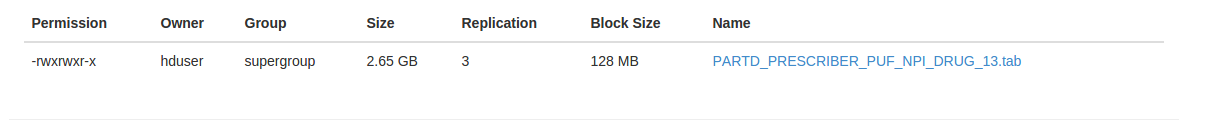 Permission Owner Group Size Replication Block Size Name
-rwxrwxr-x hduser supergroup 2.65 GB 3 128 MB PARTD_PRESCRIBER_PUF_NPI_DRUG_13.tab